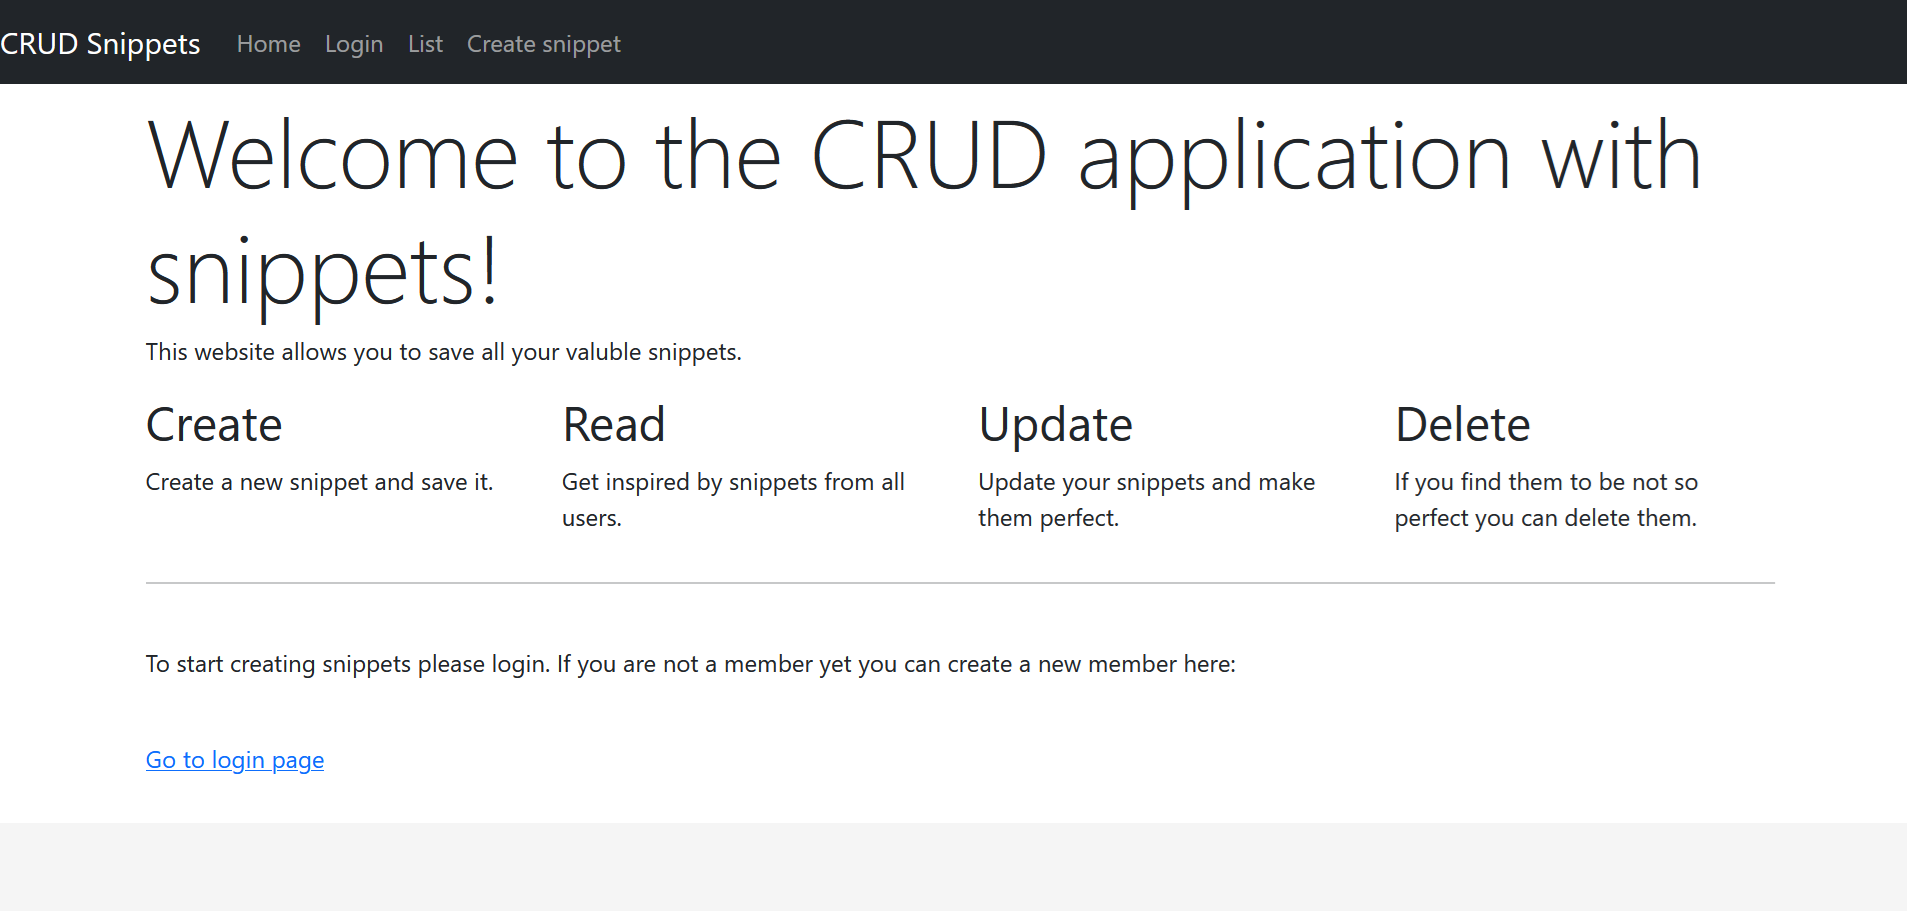 CRUD Snippets Home Login List Create snippet
Welcome to the CRUD application with
snippets!
This website allows you to save all your valuble snippets.
Create
Create a new snippet and save it.
Read
Get inspired by snippets from all
users.
Update
Update your snippets and make
them perfect.
Delete
If you find them to be not so
perfect you can delete them.
To start creating snippets please login. If you are not a member yet you can create a new member here:
Go to login page